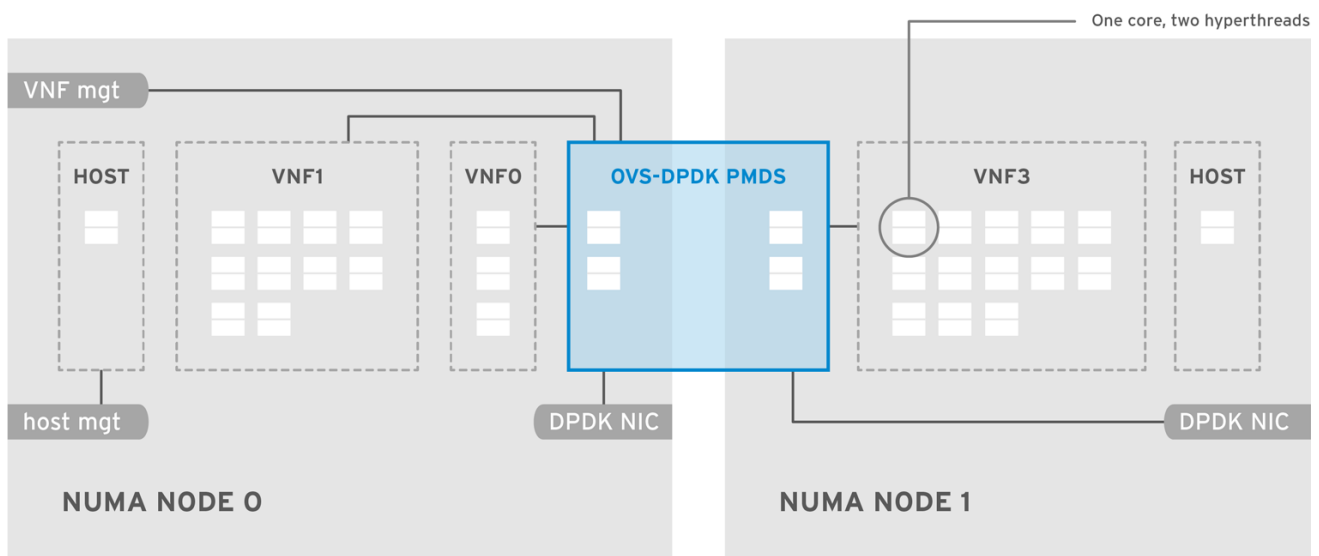 One core, two hyperthreads
VNF mgt
HOST
VNF1
VNF0
OVS-DPDK PMDS
VNF3
HOST
host mgt
DPDK NIC
DPDK NIC
NUMA NODE 0
NUMA NODE 1